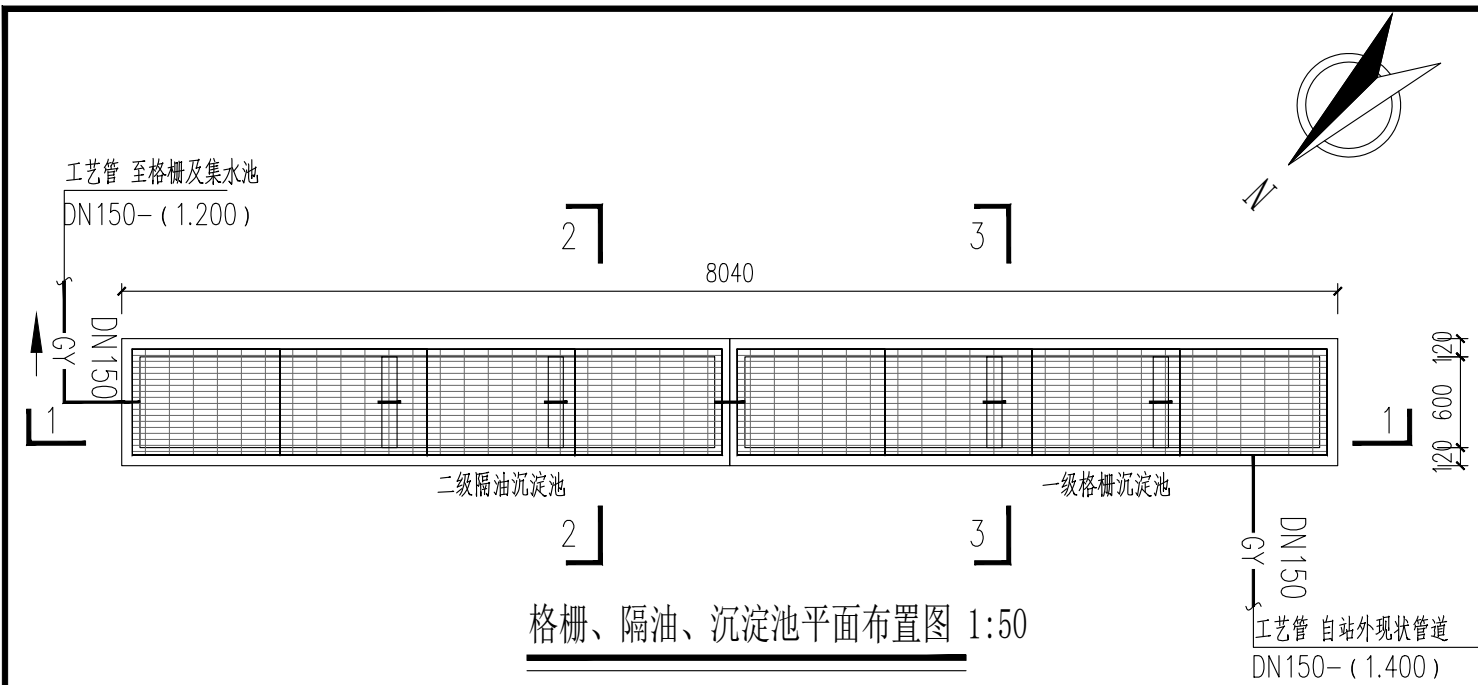 N
工艺管 至格栅及集水池
DN150-(1.200)
2
3
8040
DN150
GY
120
600
120
1
1
二级隔油沉淀池
一级格栅沉淀池
2
3
DN150
GY
格栅、隔油、沉淀池平面布置图 1:50
工艺管 自站外现状管道
DN150-(1.400)